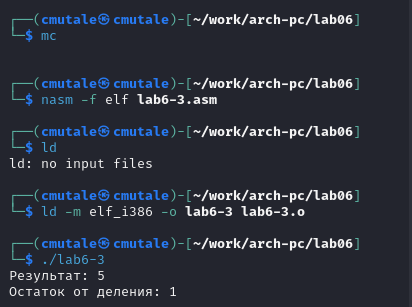 ┌──(cmutale㉿cmutale)-[~/work/arch-pc/lab06]
└─$ mc
┌──(cmutale㉿cmutale)-[~/work/arch-pc/lab06]
└─$ nasm -f elf lab6-3.asm
┌──(cmutale㉿cmutale)-[~/work/arch-pc/lab06]
└─$ ld
ld: no input files
┌──(cmutale㉿cmutale)-[~/work/arch-pc/lab06]
└─$ ld -m elf_i386 -o lab6-3 lab6-3.o
┌──(cmutale㉿cmutale)-[~/work/arch-pc/lab06]
└─$ ./lab6-3
Результат: 5
Остаток от деления: 1